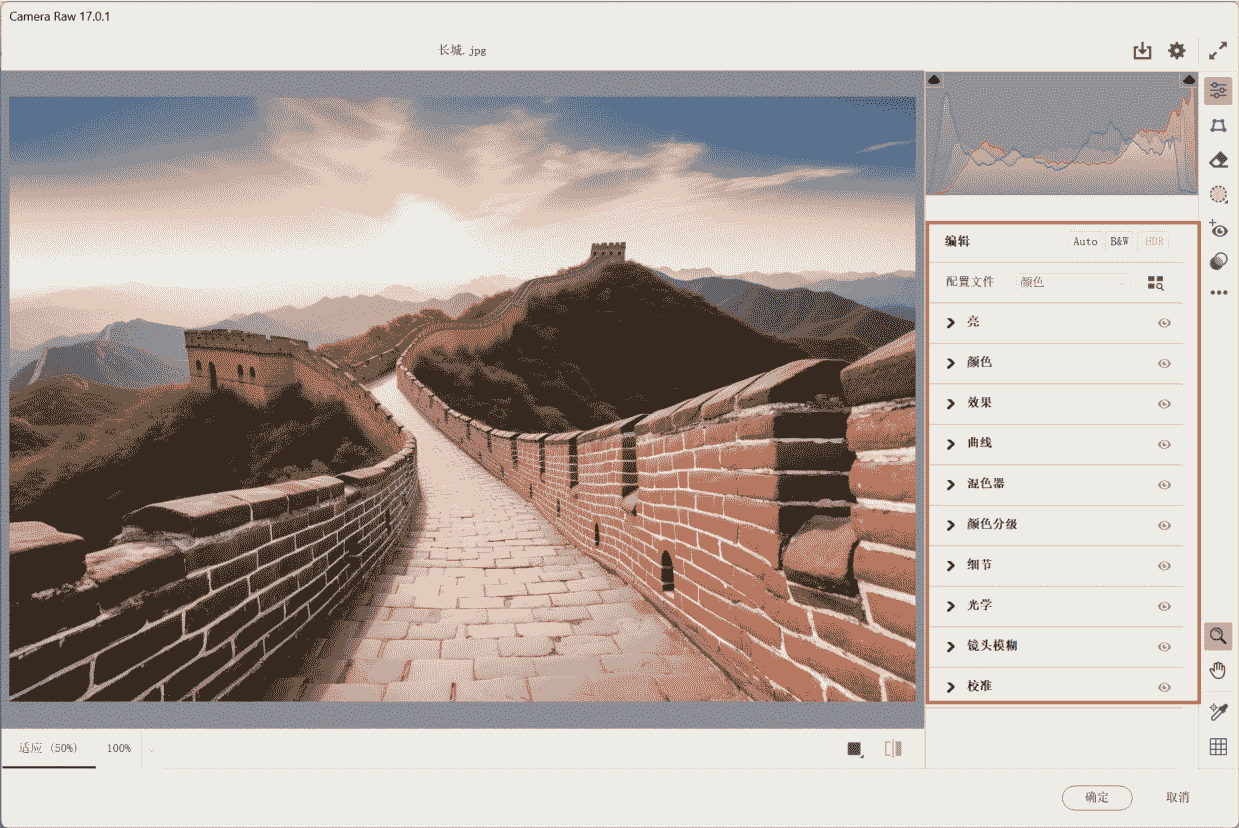 Camera Raw 17.0.1
长城.jpg
编辑
Auto B&W HDR
配置文件 颜色
亮
颜色
效果
曲线
混色器
颜色分级
细节
光学
镜头模糊
校准
适应 (50%) 100%
确定 取消